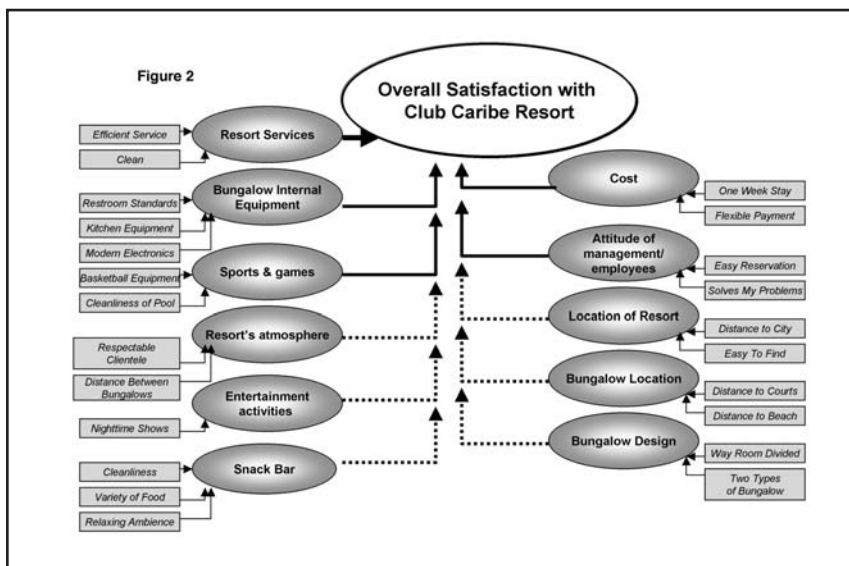 Figure 2
Overall Satisfaction with
Club Caribe Resort
Efficient Service
Clean
Resort Services
Restroom Standards
Kitchen Equipment
Modern Electronics
Bungalow Internal
Equipment
Basketball Equipment
Cleanliness of Pool
Sports & games
Respectable
Clientele
Distance Between
Bungalows
Resort's atmosphere
Nighttime Shows
Entertainment
activities
Cleanliness
Variety of Food
Relaxing Ambience
Snack Bar
Cost
One Week Stay
Flexible Payment
Attitude of
management/
employees
Easy Reservation
Solves My Problems
Location of Resort
Distance to City
Easy To Find
Bungalow Location
Distance to Courts
Distance to Beach
Bungalow Design
Way Room Divided
Two Types
of Bungalow